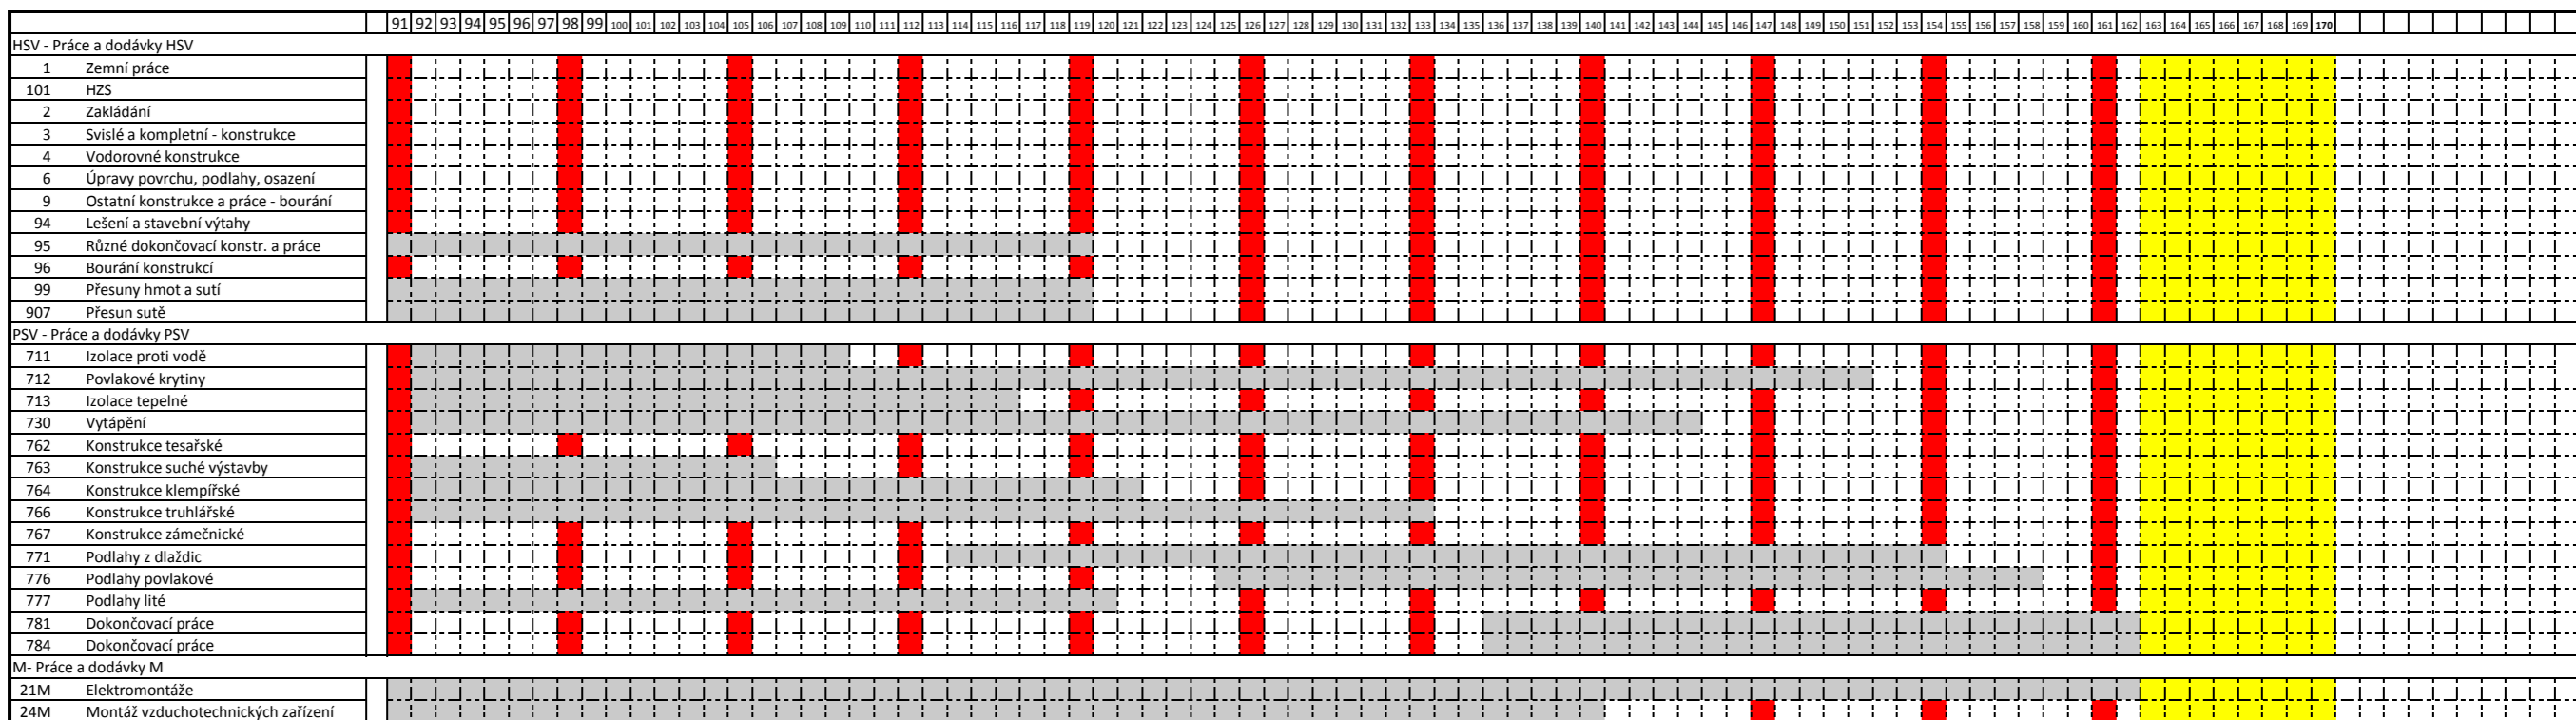 91 92 93 94 95 96 97 98 99 100 101 102 103 104 105 106 107 108 109 110 111 112 113 114 115 116 117 118 119 120 121 122 123 124 125 126 127 128 129 130 131 132 133 134 135 136 137 138 139 140 141 142 143 144 145 146 147 148 149 150 151 152 153 154 155 156 157 158 159 160 161 162 163 164 165 166 167 168 169 170
HSV - Práce a dodávky HSV
1 Zemní práce
101 HZS
2 Zakládání
3 Svislé a kompletní - konstrukce
4 Vodorovné konstrukce
6 Úpravy povrchu, podlahy, osazení
9 Ostatní konstrukce a práce - bourání
94 Lešení a stavební výtahy
95 Různé dokončovací konstr. a práce
96 Bourání konstrukcí
99 Přesuny hmot a sutí
907 Přesun sutě
PSV - Práce a dodávky PSV
711 Izolace proti vodě
712 Povlakové krytiny
713 Izolace tepelné
730 Vytápění
762 Konstrukce tesařské
763 Konstrukce suché výstavby
764 Konstrukce klempířské
766 Konstrukce truhlářské
767 Konstrukce zámečnické
771 Podlahy z dlaždic
776 Podlahy povlakové
777 Podlahy lité
781 Dokončovací práce
784 Dokončovací práce
M- Práce a dodávky M
21M Elektromontáže
24M Montáž vzduchotechnických zařízení